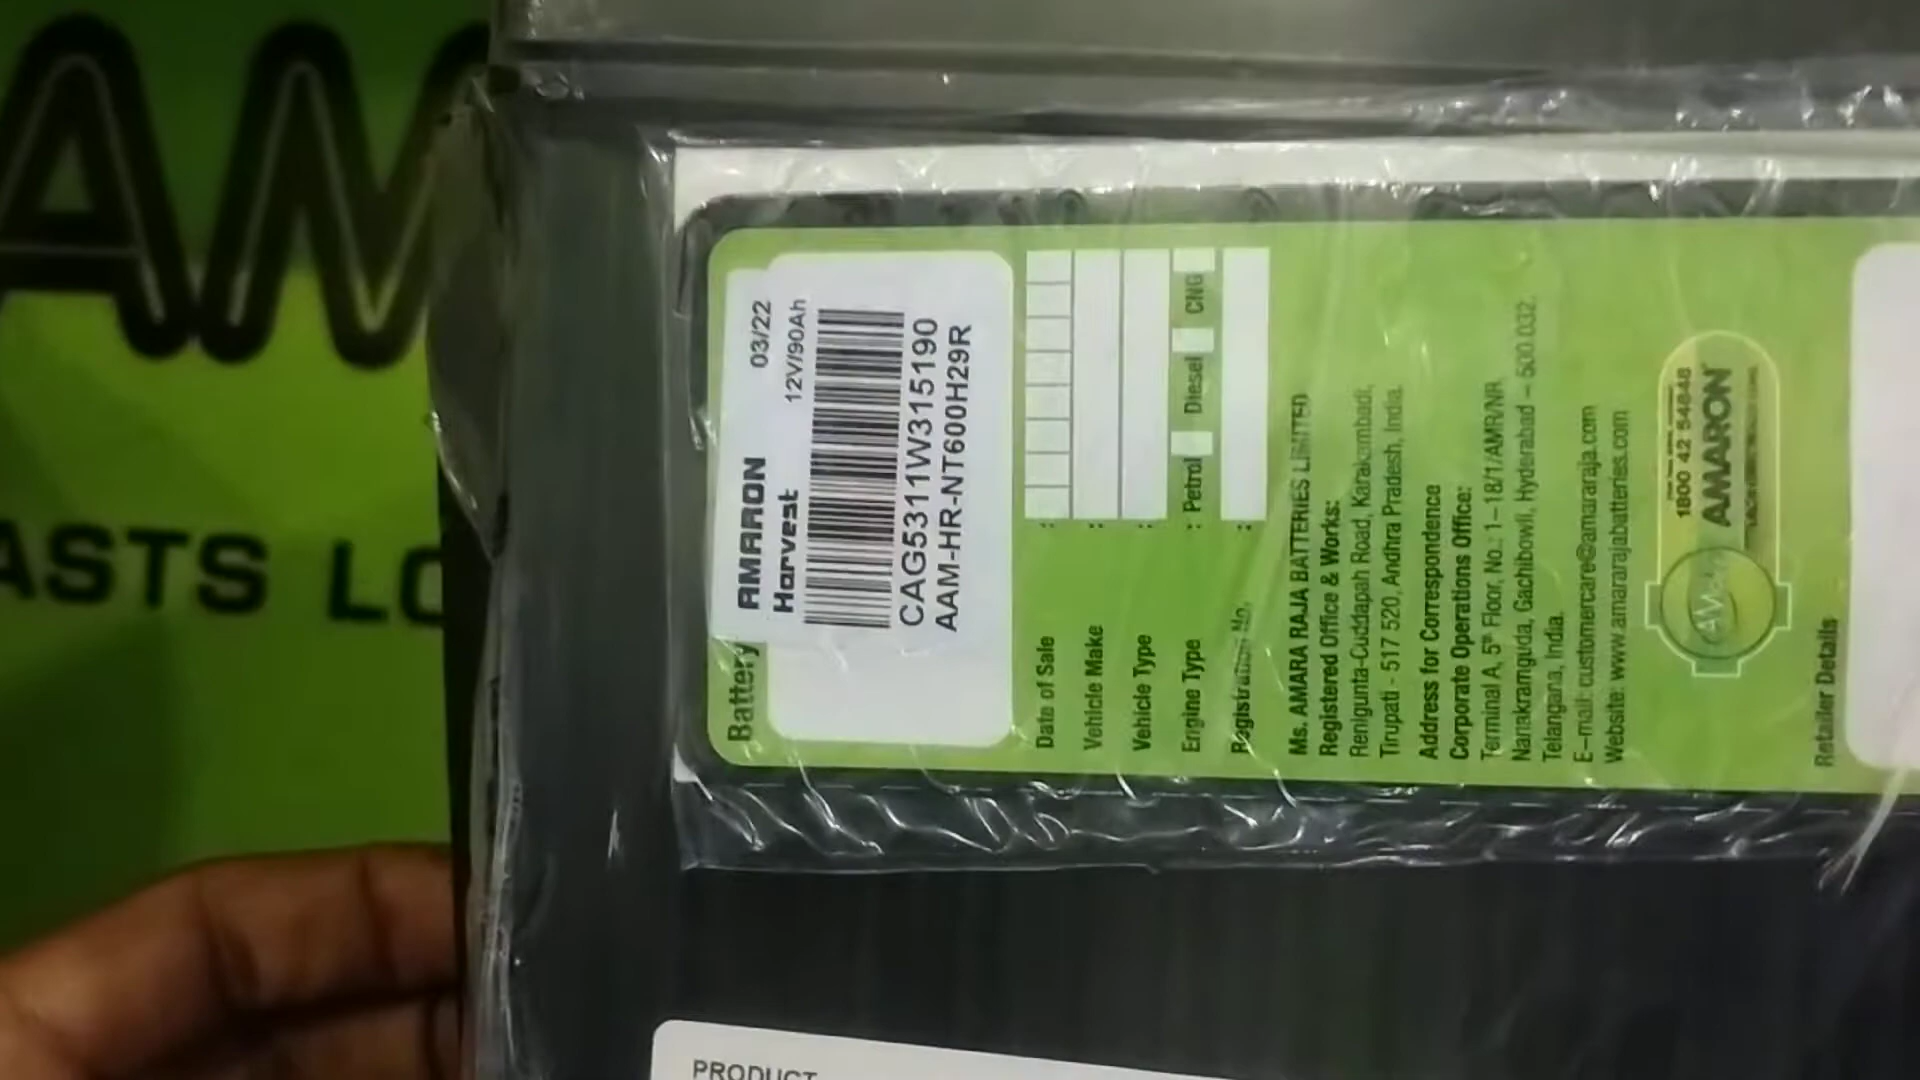 AM
ASTS LO
Battery
AMARON 03/22
Harvest 12V/90Ah
CAG5311W315190
AAM-HR-NT600H29R
Date of Sale :
Vehicle Make :
Vehicle Type :
Engine Type : Petrol Diesel CNG
Registration No. :
Ms. AMARA RAJA BATTERIES LIMITED
Registered Office & Works:
Renigunta-Cuddapah Road, Karakambadi,
Tirupati - 517 520, Andhra Pradesh, India.
Address for Correspondence
Corporate Operations Office:
Terminal A, 5th Floor, No.: 1-18/1/AMR/NR
Nanakramguda, Gachibowli, Hyderabad - 500 032.
Telangana, India.
E-mail: customercare@amararaja.com
Website: www.amararajabatteries.com
1800 42 54848
AMARON
Retailer Details
PRODUCT